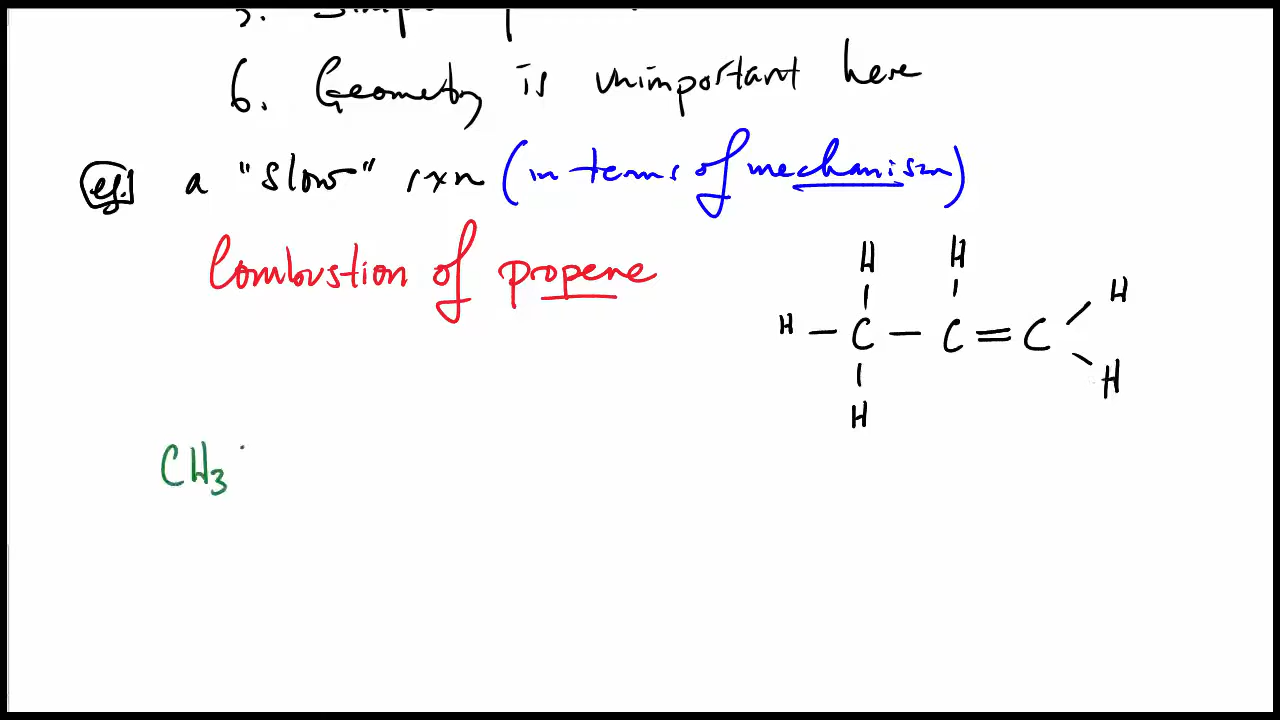 6. Geometry is unimportant here
eg. a "slow" rxn (in terms of mechanism)
Combustion of propene
H H
H
H — C — C = C
H
H
CH3